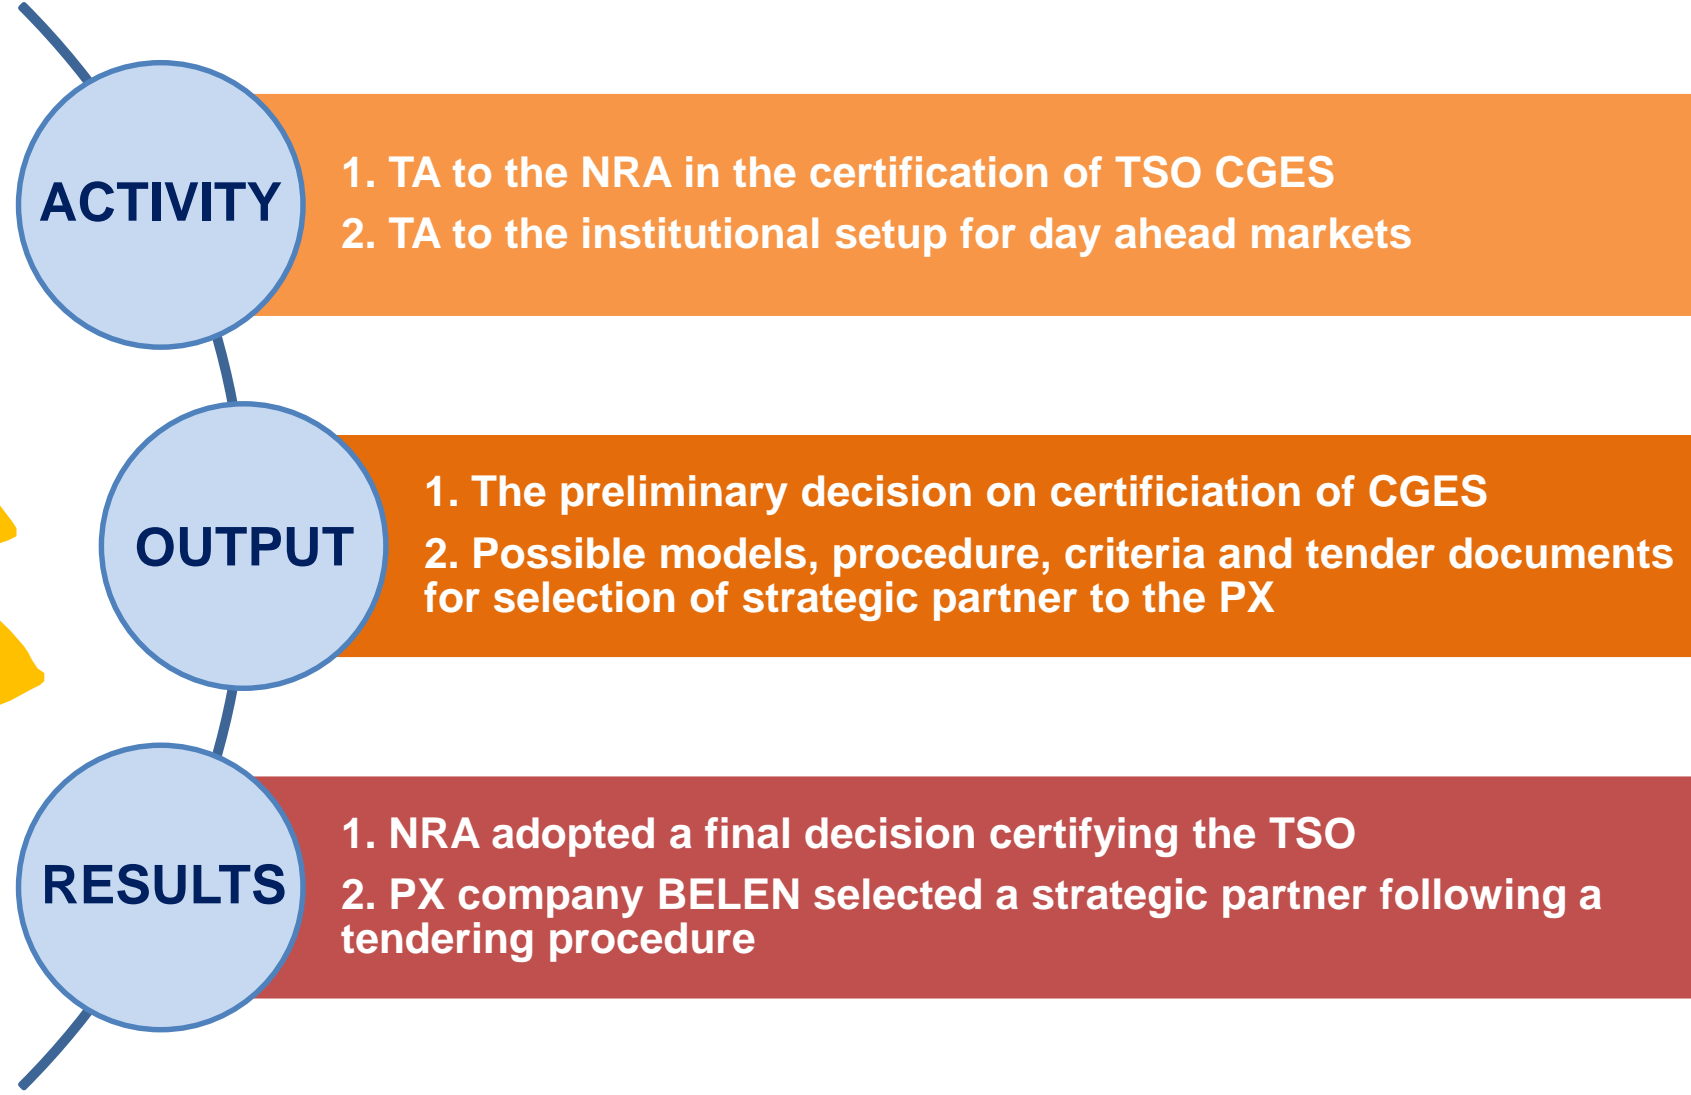 ACTIVITY
1. TA to the NRA in the certification of TSO CGES
2. TA to the institutional setup for day ahead markets
OUTPUT
1. The preliminary decision on certificiation of CGES
2. Possible models, procedure, criteria and tender documents
for selection of strategic partner to the PX
RESULTS
1. NRA adopted a final decision certifying the TSO
2. PX company BELEN selected a strategic partner following a
tendering procedure